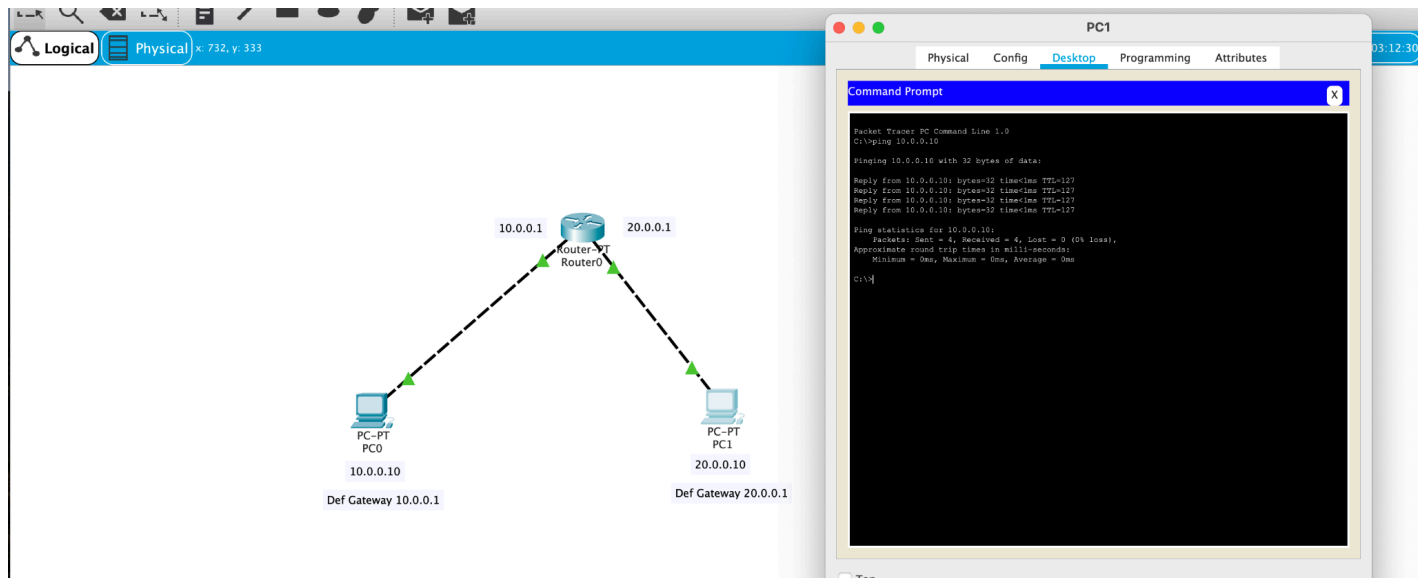 Logical
Physical x: 732, y: 333
03:12:30
10.0.0.1
20.0.0.1
Router-PT
Router0
PC-PT
PC0
10.0.0.10
Def Gateway 10.0.0.1
PC-PT
PC1
20.0.0.10
Def Gateway 20.0.0.1
PC1
Physical Config Desktop Programming Attributes
Command Prompt X
Packet Tracer PC Command Line 1.0
C:\>ping 10.0.0.10
Pinging 10.0.0.10 with 32 bytes of data:
Reply from 10.0.0.10: bytes=32 time<1ms TTL=127
Reply from 10.0.0.10: bytes=32 time<1ms TTL=127
Reply from 10.0.0.10: bytes=32 time<1ms TTL=127
Reply from 10.0.0.10: bytes=32 time<1ms TTL=127
Ping statistics for 10.0.0.10:
Packets: Sent = 4, Received = 4, Lost = 0 (0% loss),
Approximate round trip times in milli-seconds:
Minimum = 0ms, Maximum = 0ms, Average = 0ms
C:\>